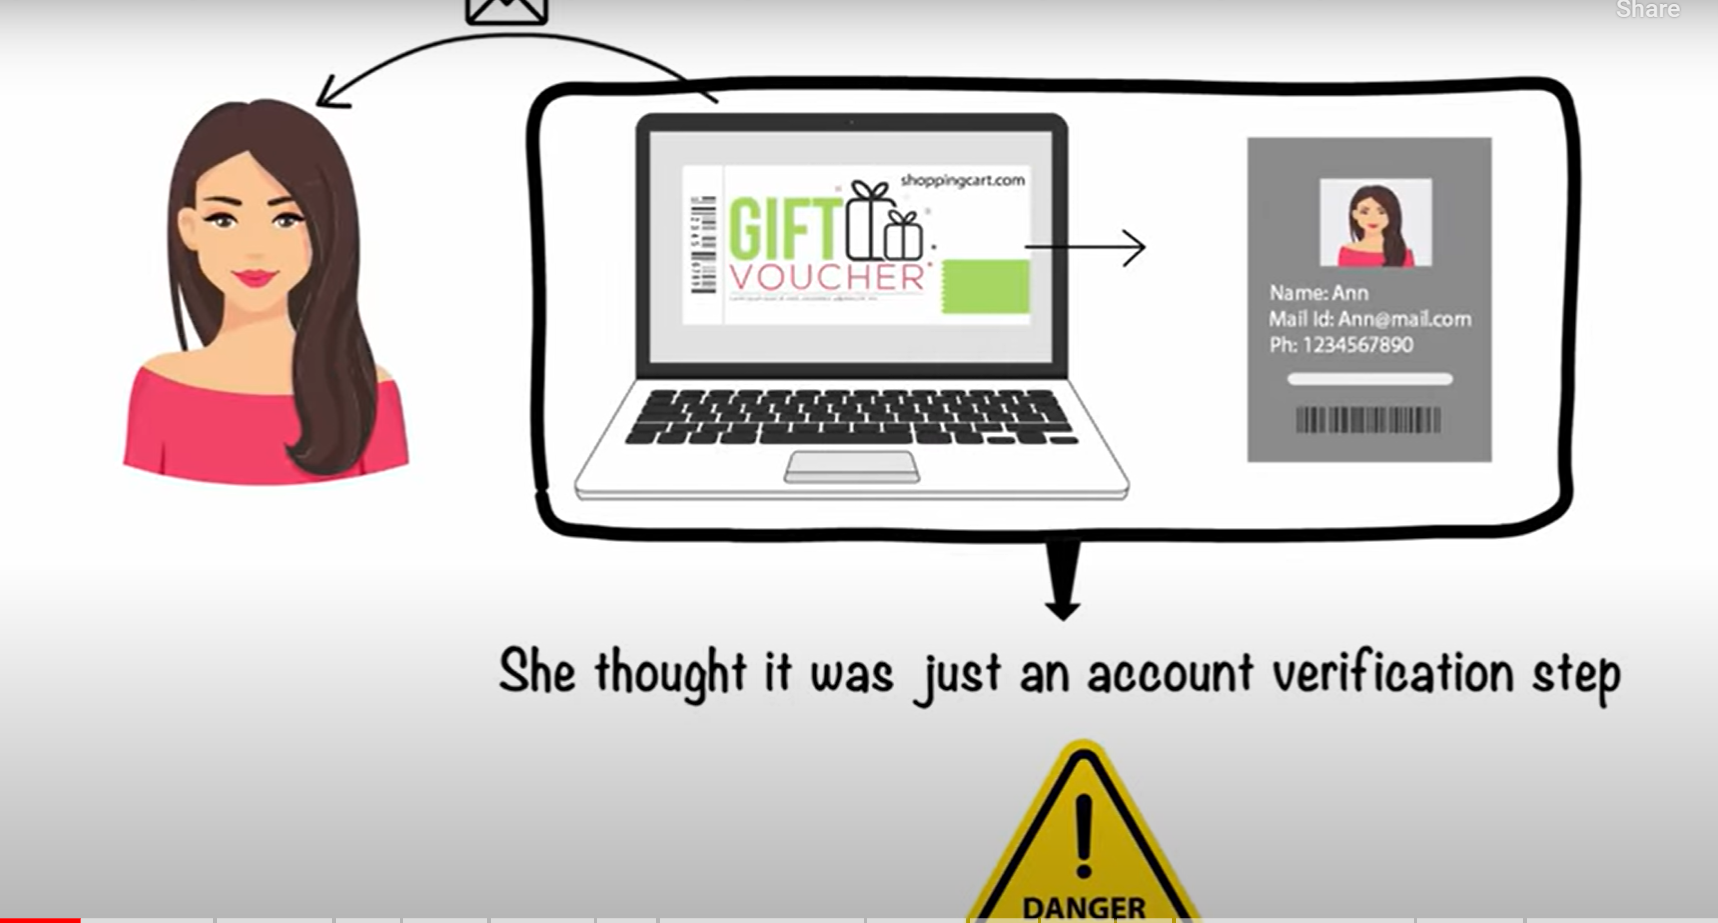 Share
shoppingcart.com
GIFT
VOUCHER
Name: Ann
Mail Id: Ann@mail.com
Ph: 1234567890
She thought it was just an account verification step
DANGER